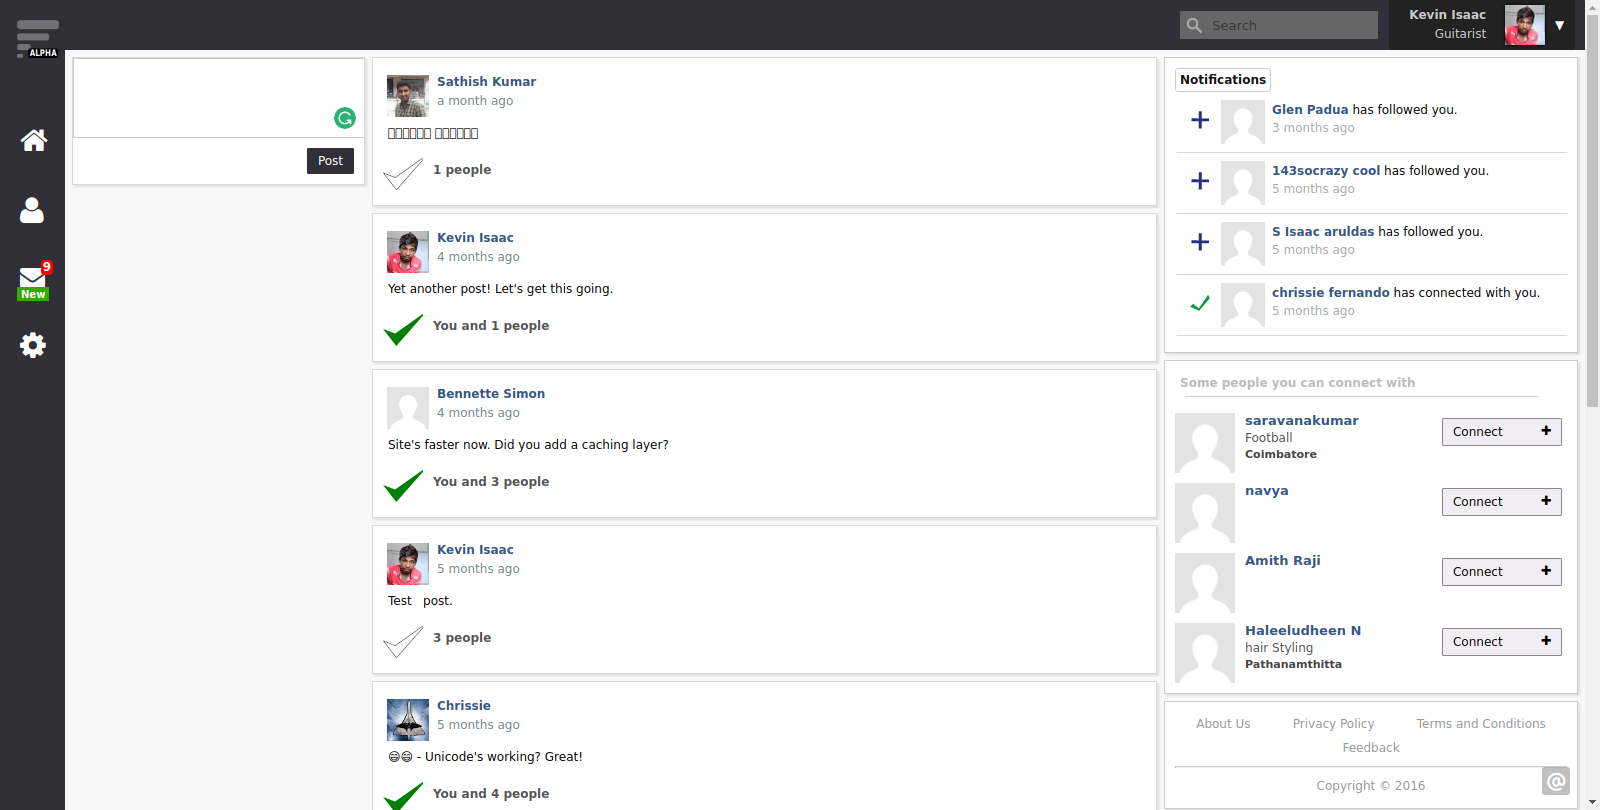 ALPHA
Search
Kevin Isaac
Guitarist
9
New
Post
Sathish Kumar
a month ago
1 people
Kevin Isaac
4 months ago
Yet another post! Let's get this going.
You and 1 people
Bennette Simon
4 months ago
Site's faster now. Did you add a caching layer?
You and 3 people
Kevin Isaac
5 months ago
Test post.
3 people
Chrissie
5 months ago
😄😄 - Unicode's working? Great!
You and 4 people
Notifications
Glen Padua has followed you.
3 months ago
143socrazy cool has followed you.
5 months ago
S Isaac aruldas has followed you.
5 months ago
chrissie fernando has connected with you.
5 months ago
Some people you can connect with
saravanakumar
Football
Coimbatore
Connect
navya
Connect
Amith Raji
Connect
Haleeludheen N
hair Styling
Pathanamthitta
Connect
About Us Privacy Policy Terms and Conditions
Feedback
Copyright © 2016
@